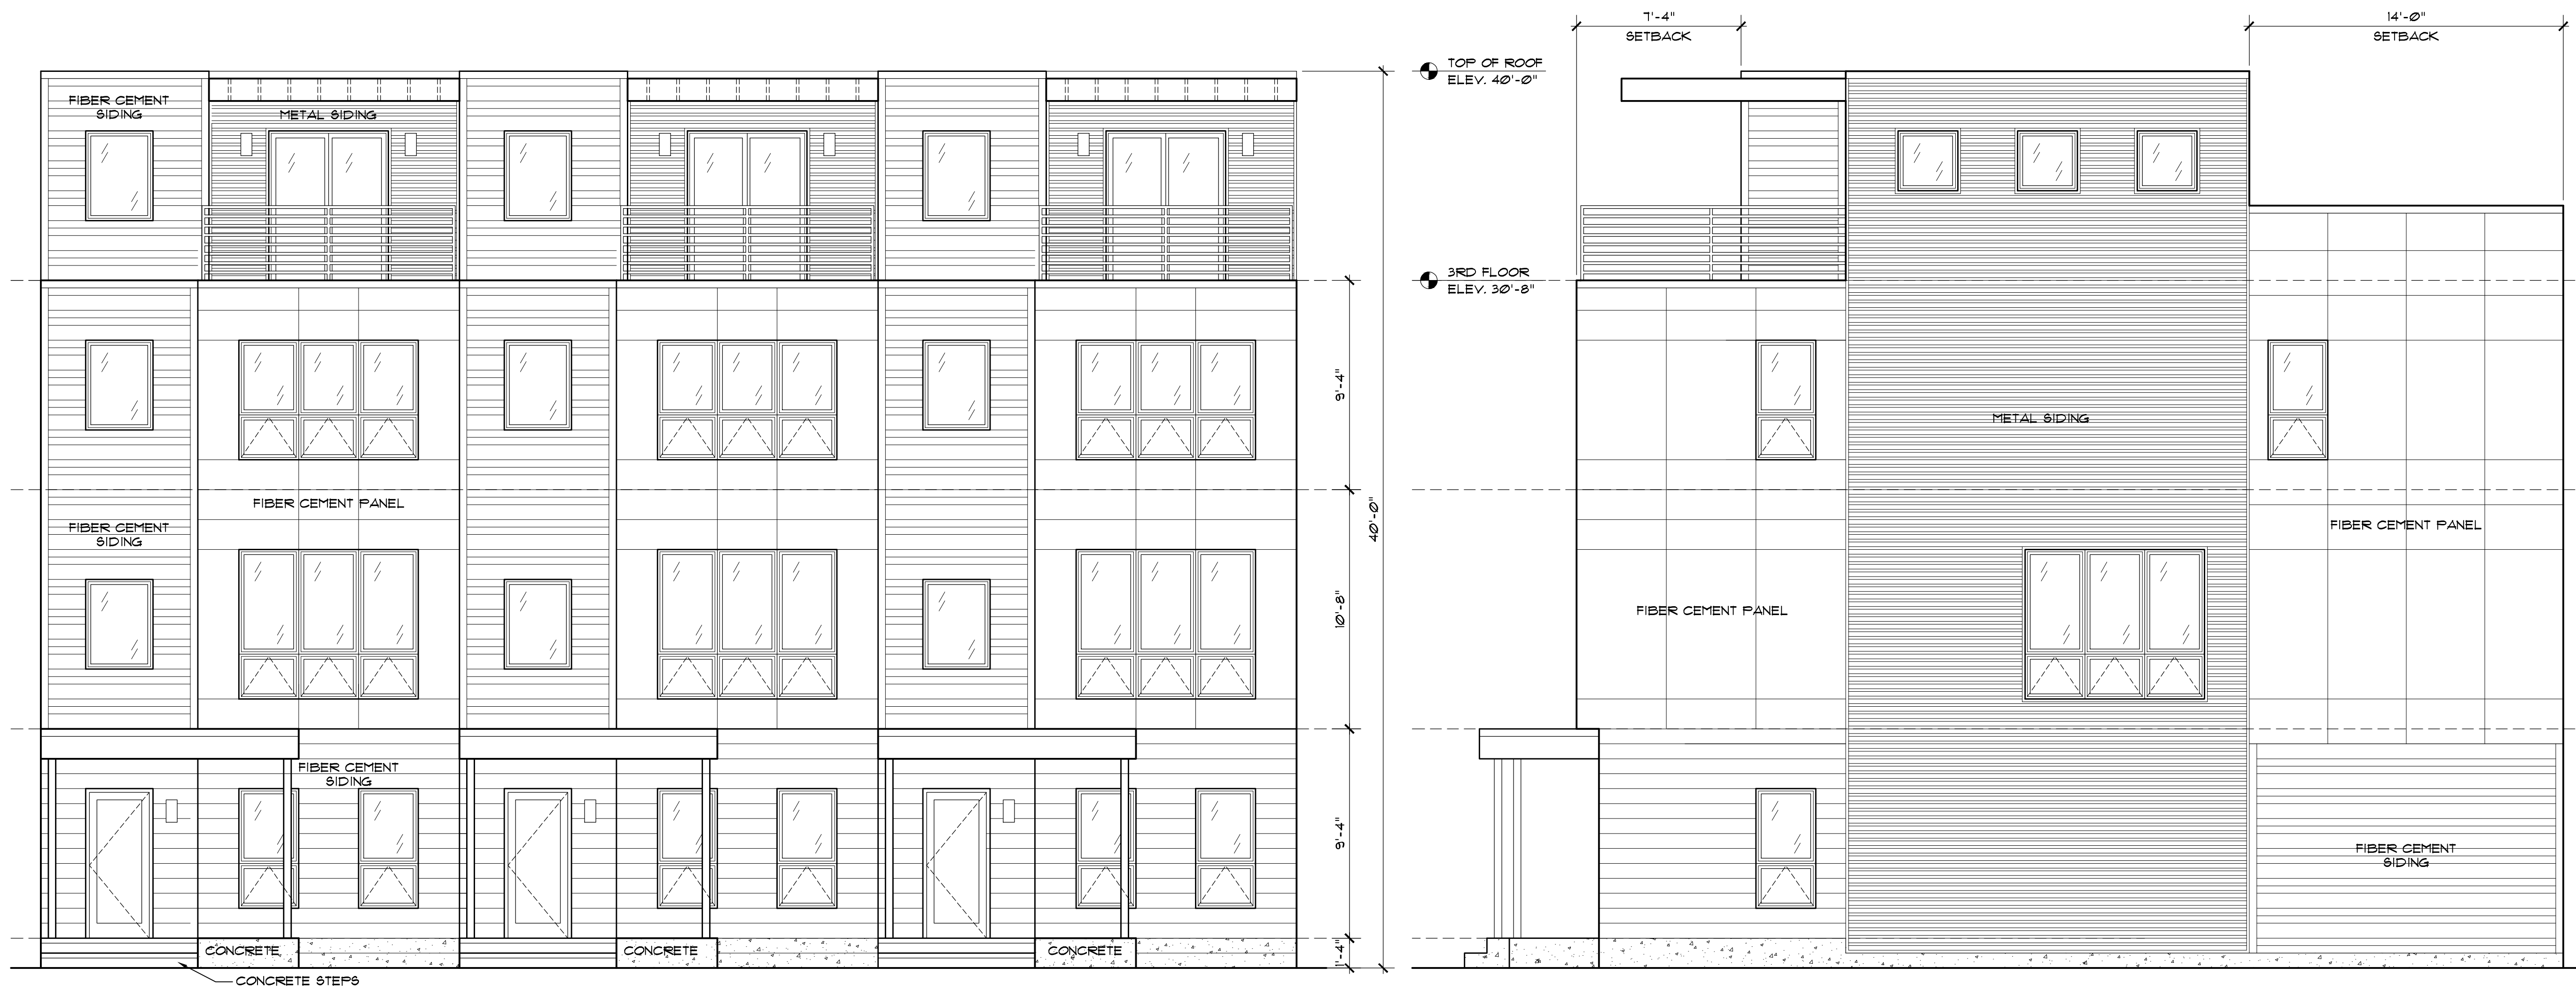 7'-4"
SETBACK
14'-0"
SETBACK
TOP OF ROOF
ELEV. 40'-0"
FIBER CEMENT
SIDING
METAL SIDING
3RD FLOOR
ELEV. 30'-8"
9'-4"
METAL SIDING
FIBER CEMENT PANEL
40'-0"
FIBER CEMENT
SIDING
FIBER CEMENT PANEL
10'-8"
FIBER CEMENT PANEL
FIBER CEMENT
SIDING
9'-4"
FIBER CEMENT
SIDING
CONCRETE
CONCRETE
CONCRETE
1'-4"
CONCRETE STEPS